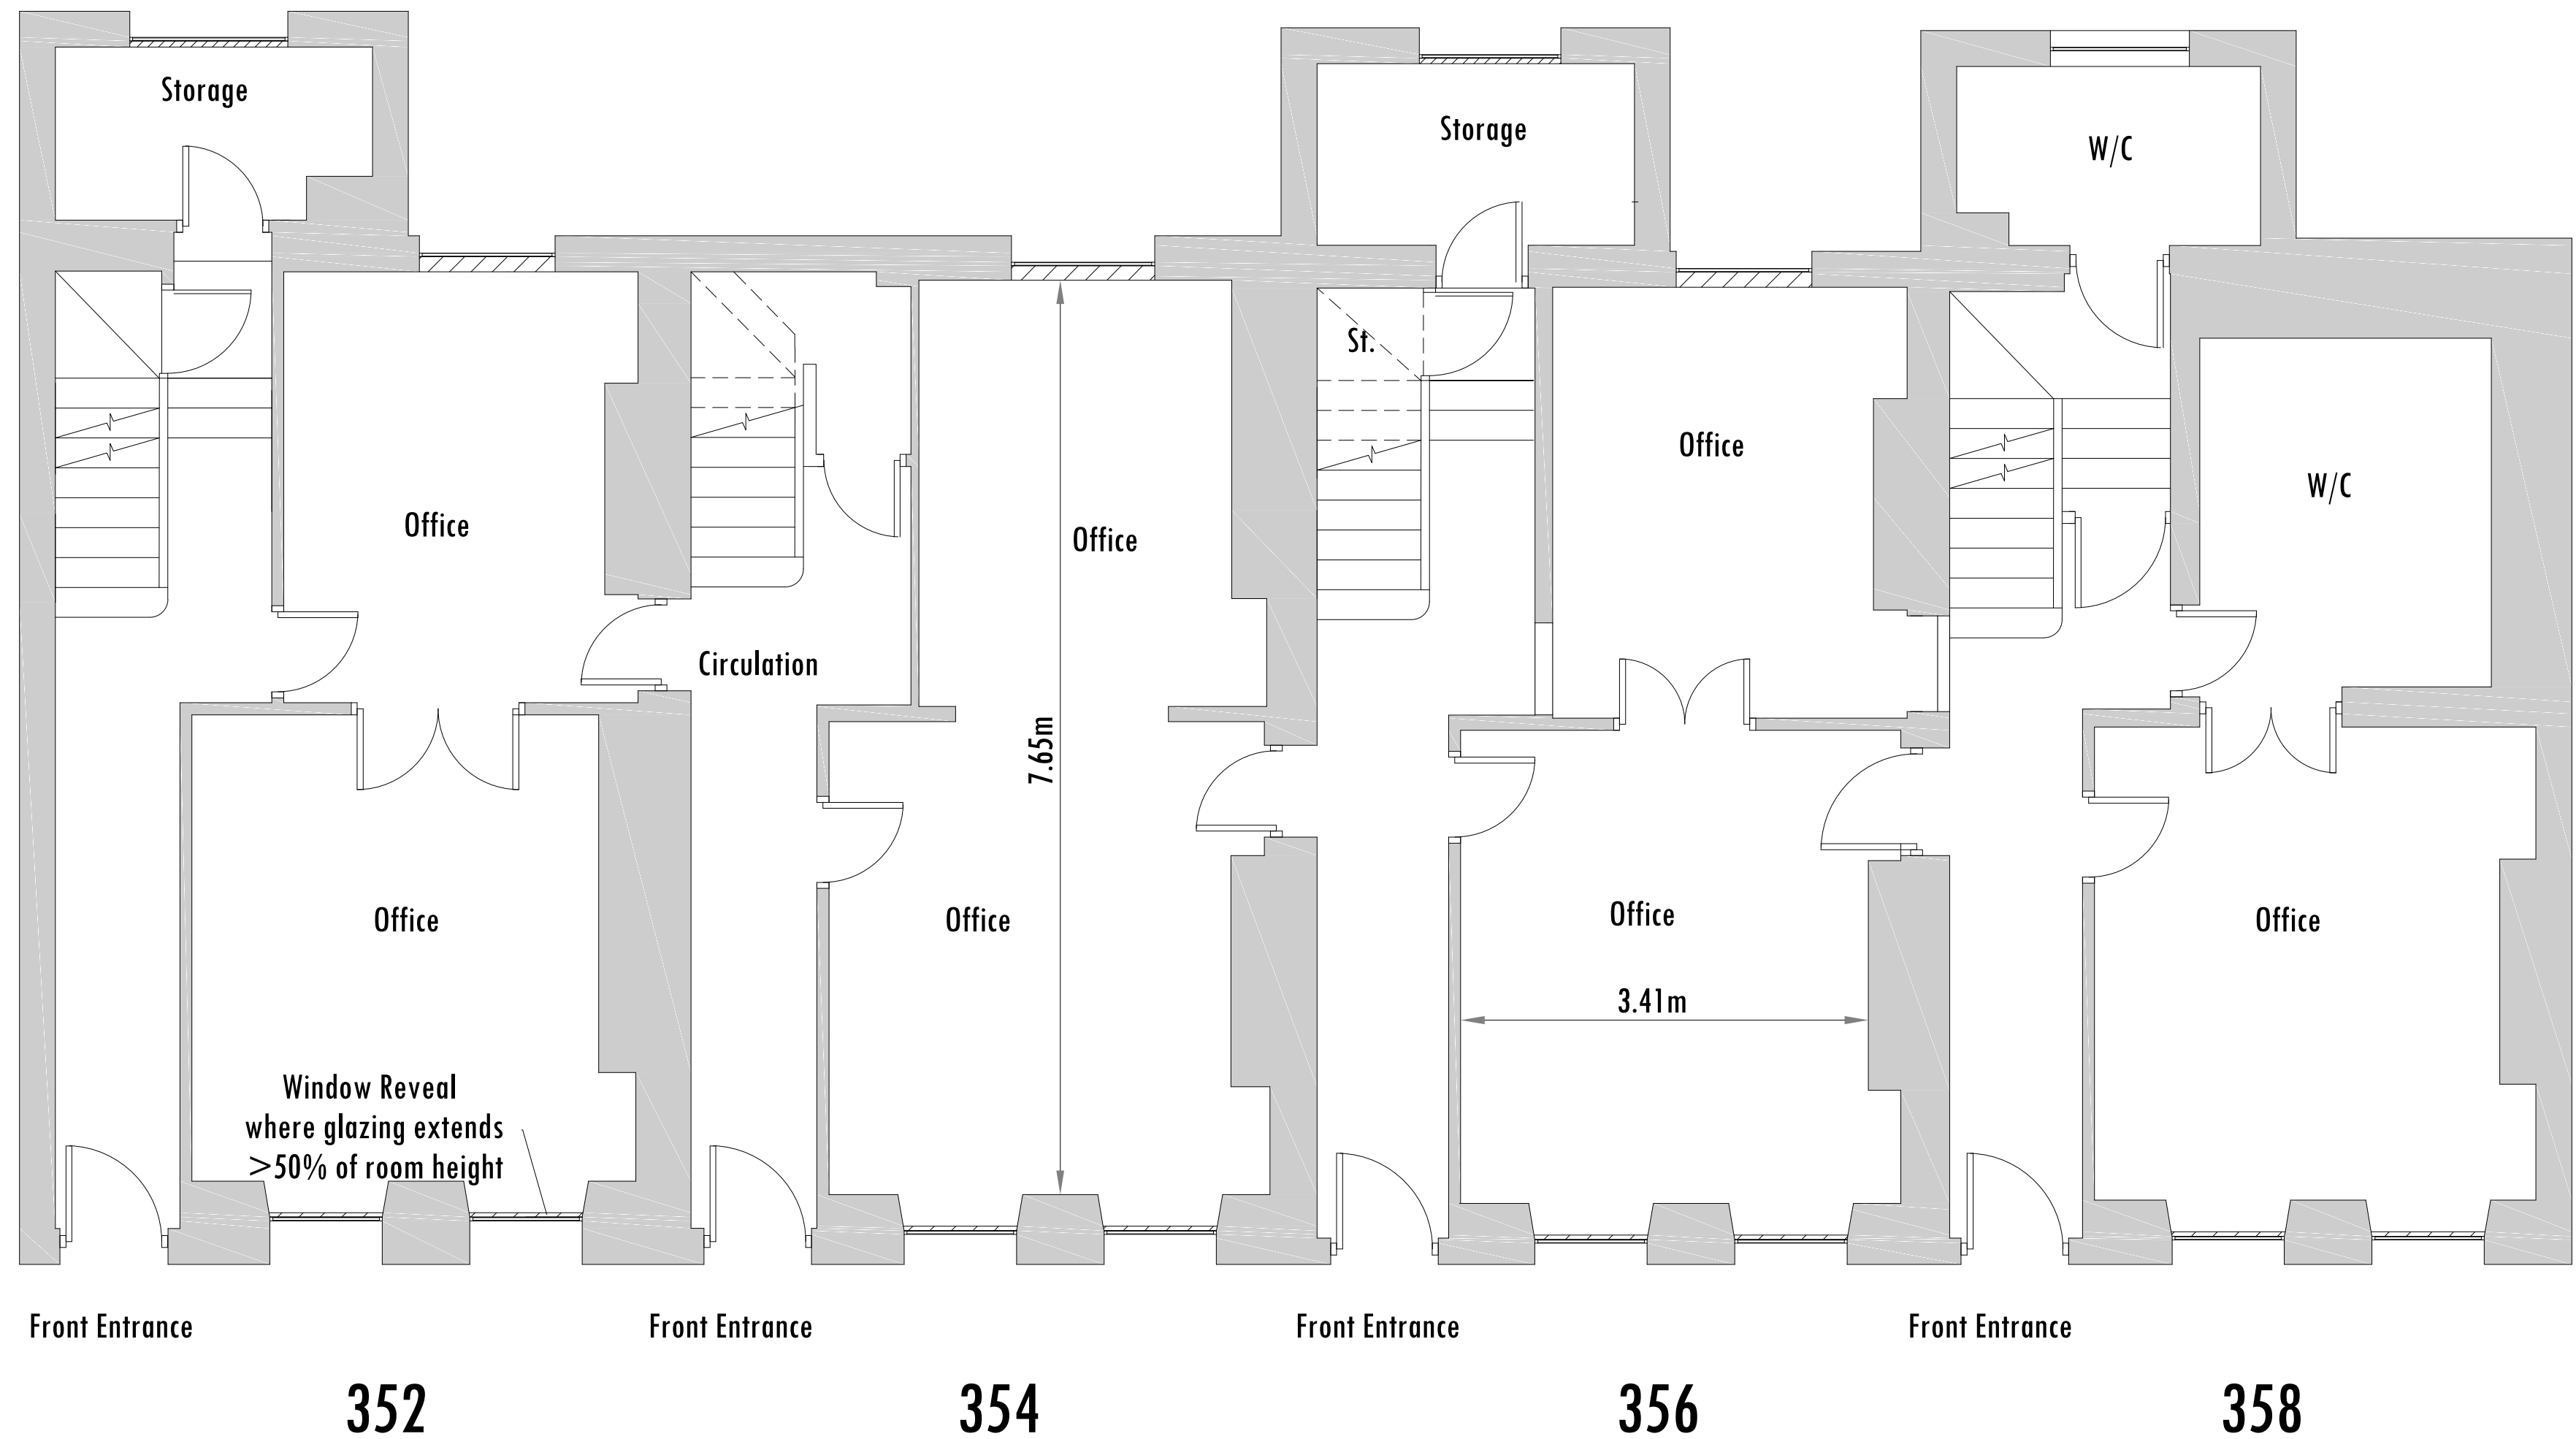 Storage
Storage
W/C
St.
Office
W/C
Office
Office
Circulation
7.65m
Office
Office
Office
Office
3.41m
Window Reveal
where glazing extends
>50% of room height
Front Entrance
Front Entrance
Front Entrance
Front Entrance
352
354
356
358